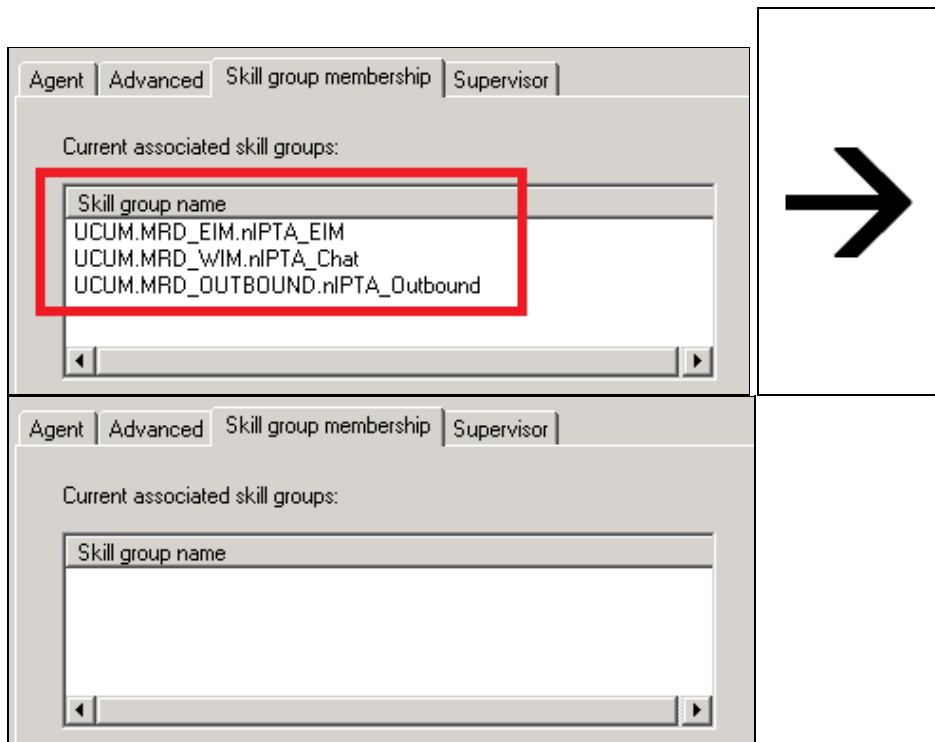 Agent Advanced Skill group membership Supervisor
Current associated skill groups:
Skill group name
UCUM.MRD_EIM.nIPTA_EIM
UCUM.MRD_WIM.nIPTA_Chat
UCUM.MRD_OUTBOUND.nIPTA_Outbound
Agent Advanced Skill group membership Supervisor
Current associated skill groups:
Skill group name